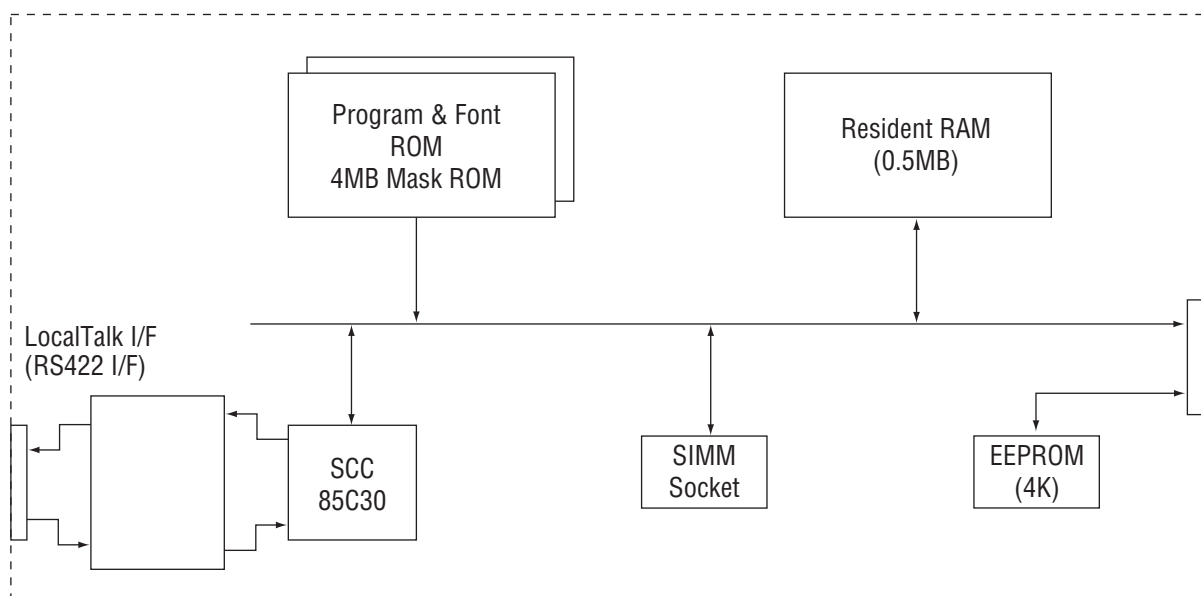 Program & Font
ROM
4MB Mask ROM
Resident RAM
(0.5MB)
LocalTalk I/F
(RS422 I/F)
SCC
85C30
SIMM
Socket
EEPROM
(4K)